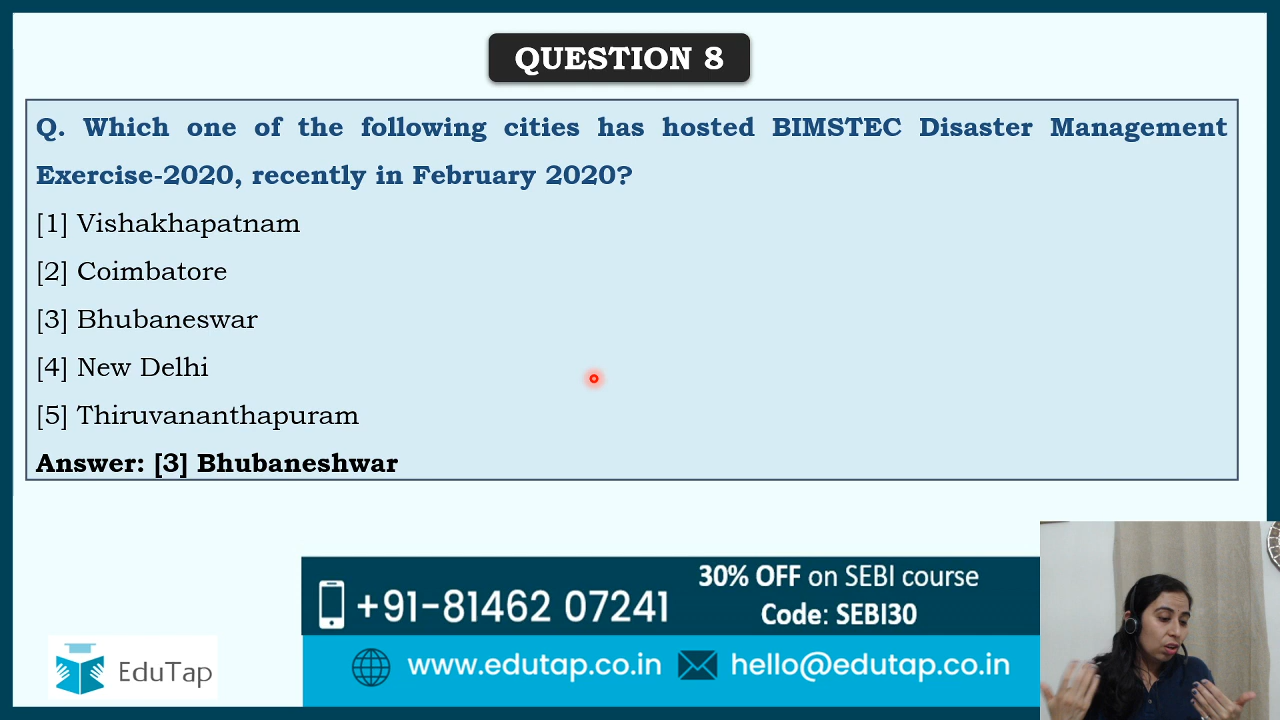 QUESTION 8
Q. Which one of the following cities has hosted BIMSTEC Disaster Management
Exercise-2020, recently in February 2020?
[1] Vishakhapatnam
[2] Coimbatore
[3] Bhubaneswar
[4] New Delhi
[5] Thiruvananthapuram
Answer: [3] Bhubaneshwar
+91-81462 07241
30% OFF on SEBI course
Code: SEBI30
EduTap
www.edutap.co.in
hello@edutap.co.in